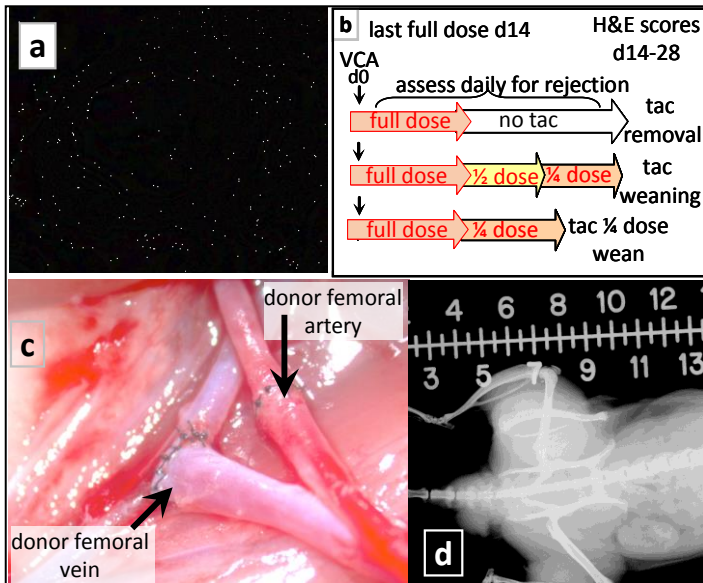 a
b
last full dose d14
H&E scores
d14-28
VCA
d0
assess daily for rejection
full dose
no tac
tac
removal
full dose
½ dose
¼ dose
tac
weaning
full dose
¼ dose
tac ¼ dose
wean
c
donor femoral
artery
donor femoral
vein
4 6 8 10 12
3 5 7 9 11 13
d